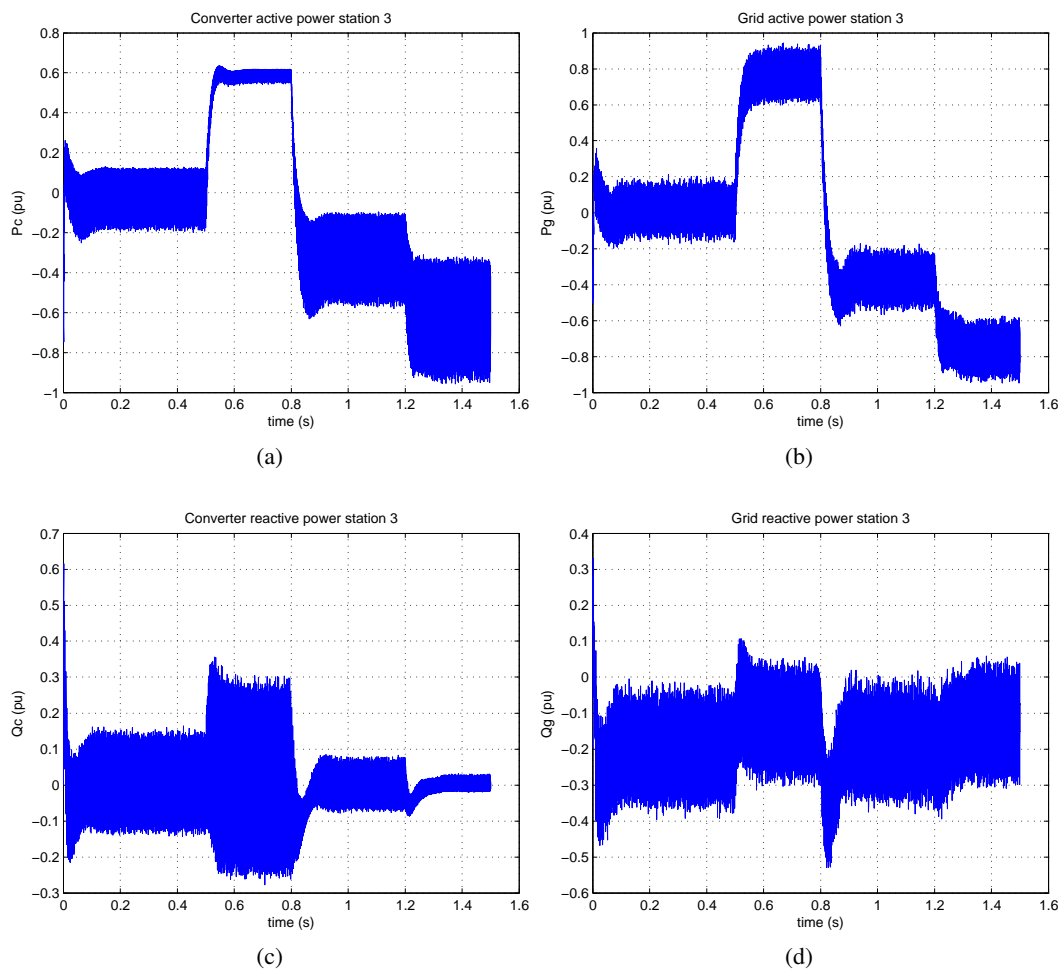 Converter active power station 3
0.8
0.6
0.4
0.2
0
−0.2
−0.4
−0.6
−0.8
−1
Pc (pu)
0 0.2 0.4 0.6 0.8 1 1.2 1.4 1.6
time (s)
(a)
Grid active power station 3
1
0.8
0.6
0.4
0.2
0
−0.2
−0.4
−0.6
−0.8
−1
Pg (pu)
0 0.2 0.4 0.6 0.8 1 1.2 1.4 1.6
time (s)
(b)
Converter reactive power station 3
0.7
0.6
0.5
0.4
0.3
0.2
0.1
0
−0.1
−0.2
−0.3
Qc (pu)
0 0.2 0.4 0.6 0.8 1 1.2 1.4 1.6
time (s)
(c)
Grid reactive power station 3
0.4
0.3
0.2
0.1
0
−0.1
−0.2
−0.3
−0.4
−0.5
−0.6
Qg (pu)
0 0.2 0.4 0.6 0.8 1 1.2 1.4 1.6
time (s)
(d)